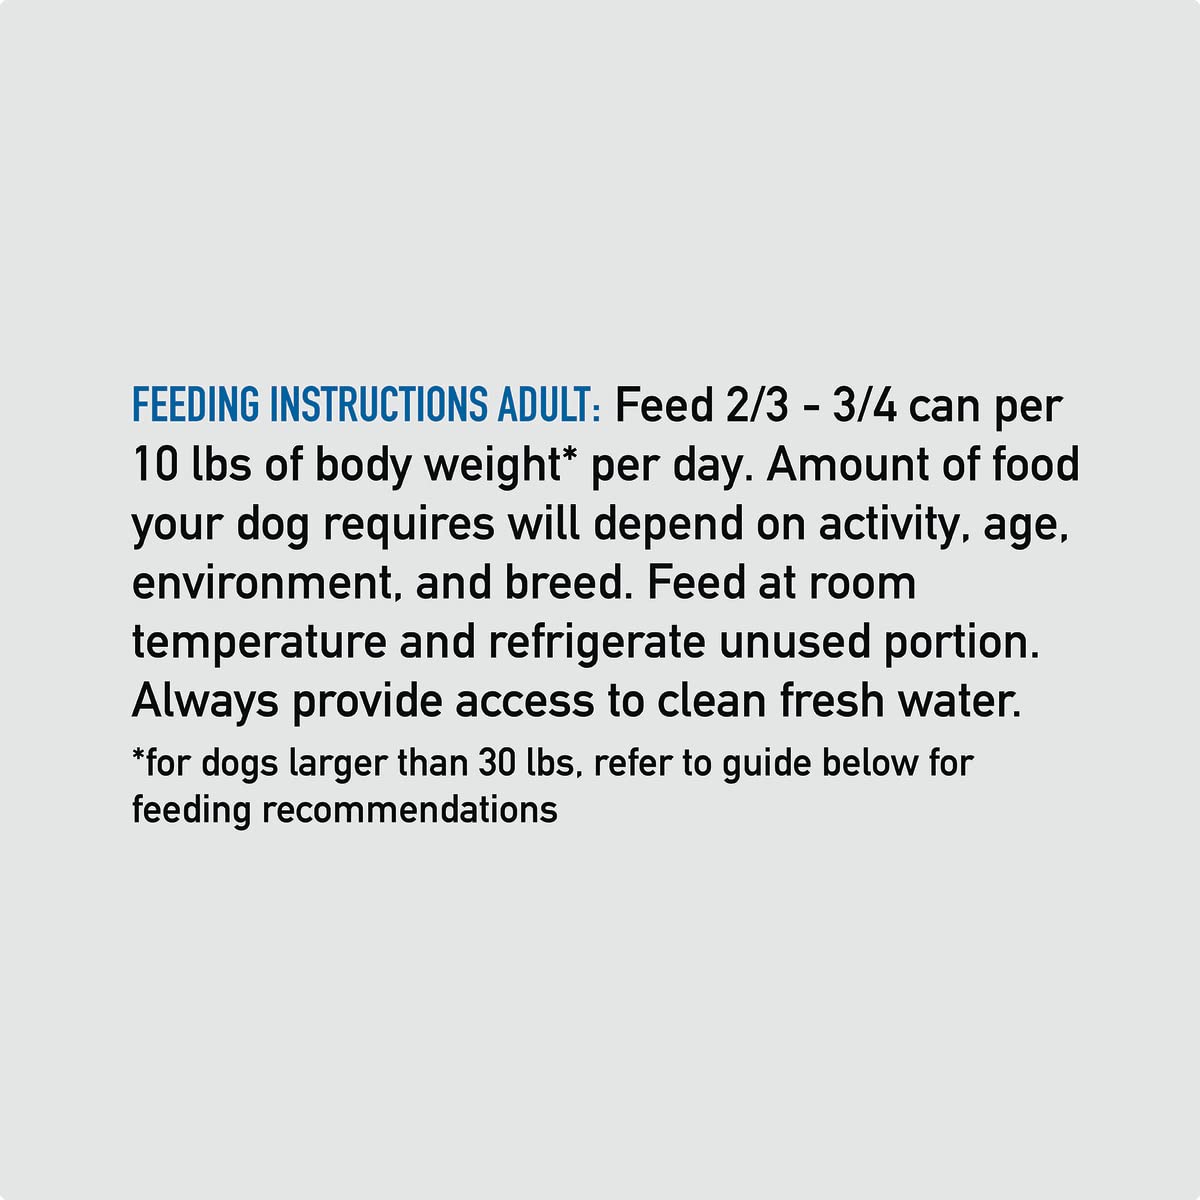 FEEDING INSTRUCTIONS ADULT: Feed 2/3 - 3/4 can per
10 lbs of body weight* per day. Amount of food
your dog requires will depend on activity, age,
environment, and breed. Feed at room
temperature and refrigerate unused portion.
Always provide access to clean fresh water.
*for dogs larger than 30 lbs, refer to guide below for
feeding recommendations